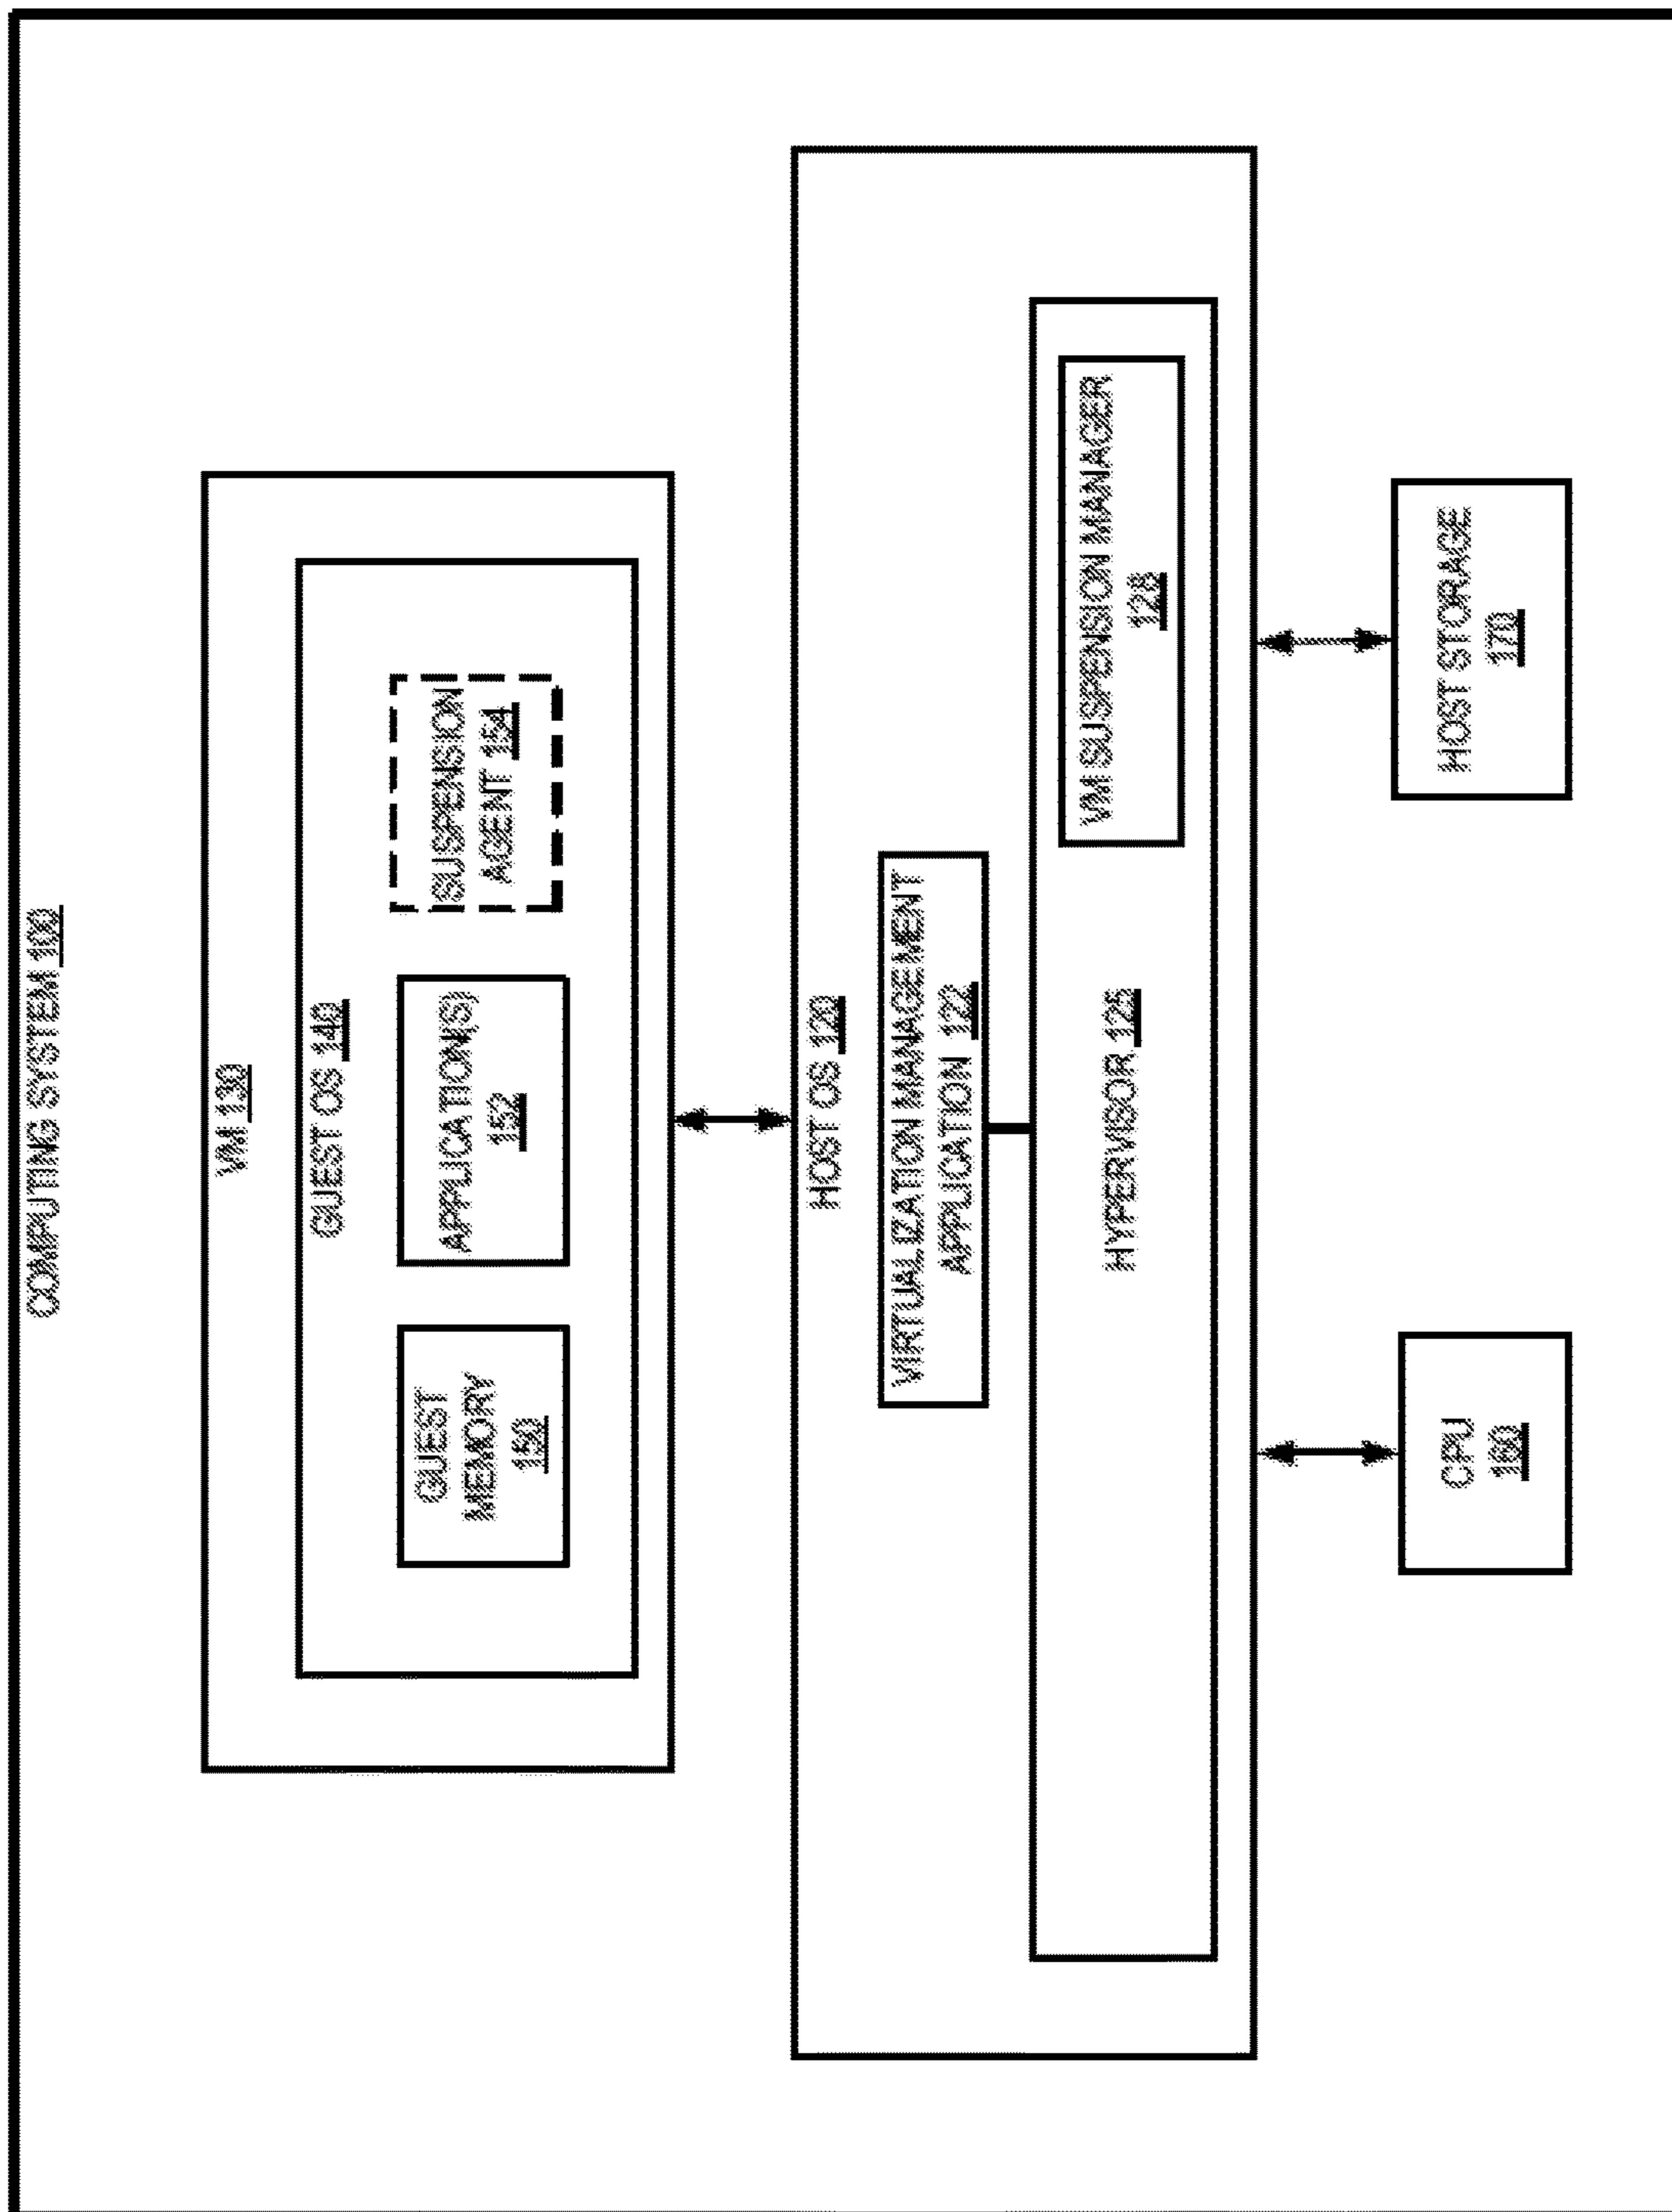 COMPUTING SYSTEM 100
VM 130
GUEST OS 140
GUEST
MEMORY
150
APPLICATION(S)
152
SUSPENSION
AGENT 154
HOST OS 120
VIRTUALIZATION MANAGEMENT
APPLICATION 122
HYPERVISOR 125
VM SUSPENSION MANAGER
128
CPU
160
HOST STORAGE
170